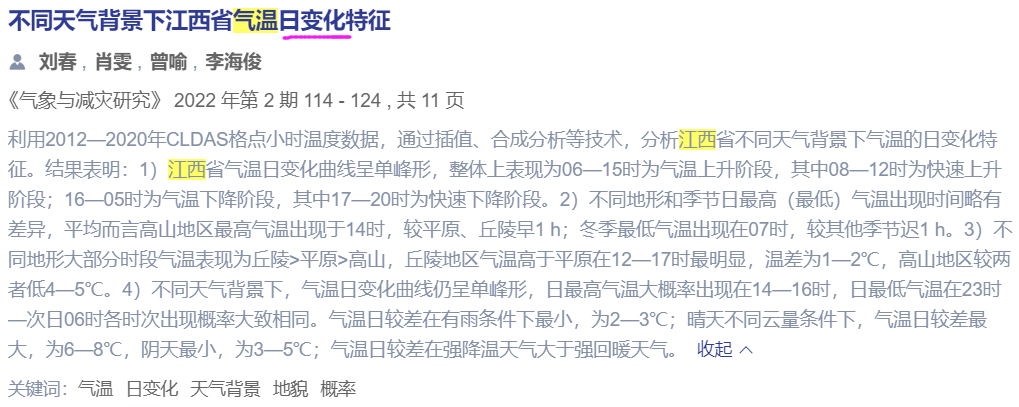 不同天气背景下江西省气温日变化特征
刘春，肖雯，曾喻，李海俊
《气象与减灾研究》 2022 年第 2 期 114 - 124 , 共 11 页
利用2012—2020年CLDAS格点小时温度数据，通过插值、合成分析等技术，分析江西省不同天气背景下气温的日变化特
征。结果表明：1）江西省气温日变化曲线呈单峰形，整体上表现为06—15时为气温上升阶段，其中08—12时为快速上升
阶段；16—05时为气温下降阶段，其中17—20时为快速下降阶段。2）不同地形和季节日最高（最低）气温出现时间略有
差异，平均而言高山地区最高气温出现于14时，较平原、丘陵早1 h；冬季最低气温出现在07时，较其他季节迟1 h。3）不
同地形大部分时段气温表现为丘陵>平原>高山，丘陵地区气温高于平原在12—17时最明显，温差为1—2℃，高山地区较两
者低4—5℃。4）不同天气背景下，气温日变化曲线仍呈单峰形，日最高气温大概率出现在14—16时，日最低气温在23时
—次日06时各时次出现概率大致相同。气温日较差在有雨条件下最小，为2—3℃；晴天不同云量条件下，气温日较差最
大，为6—8℃，阴天最小，为3—5℃；气温日较差在强降温天气大于强回暖天气。 收起
关键词： 气温 日变化 天气背景 地貌 概率